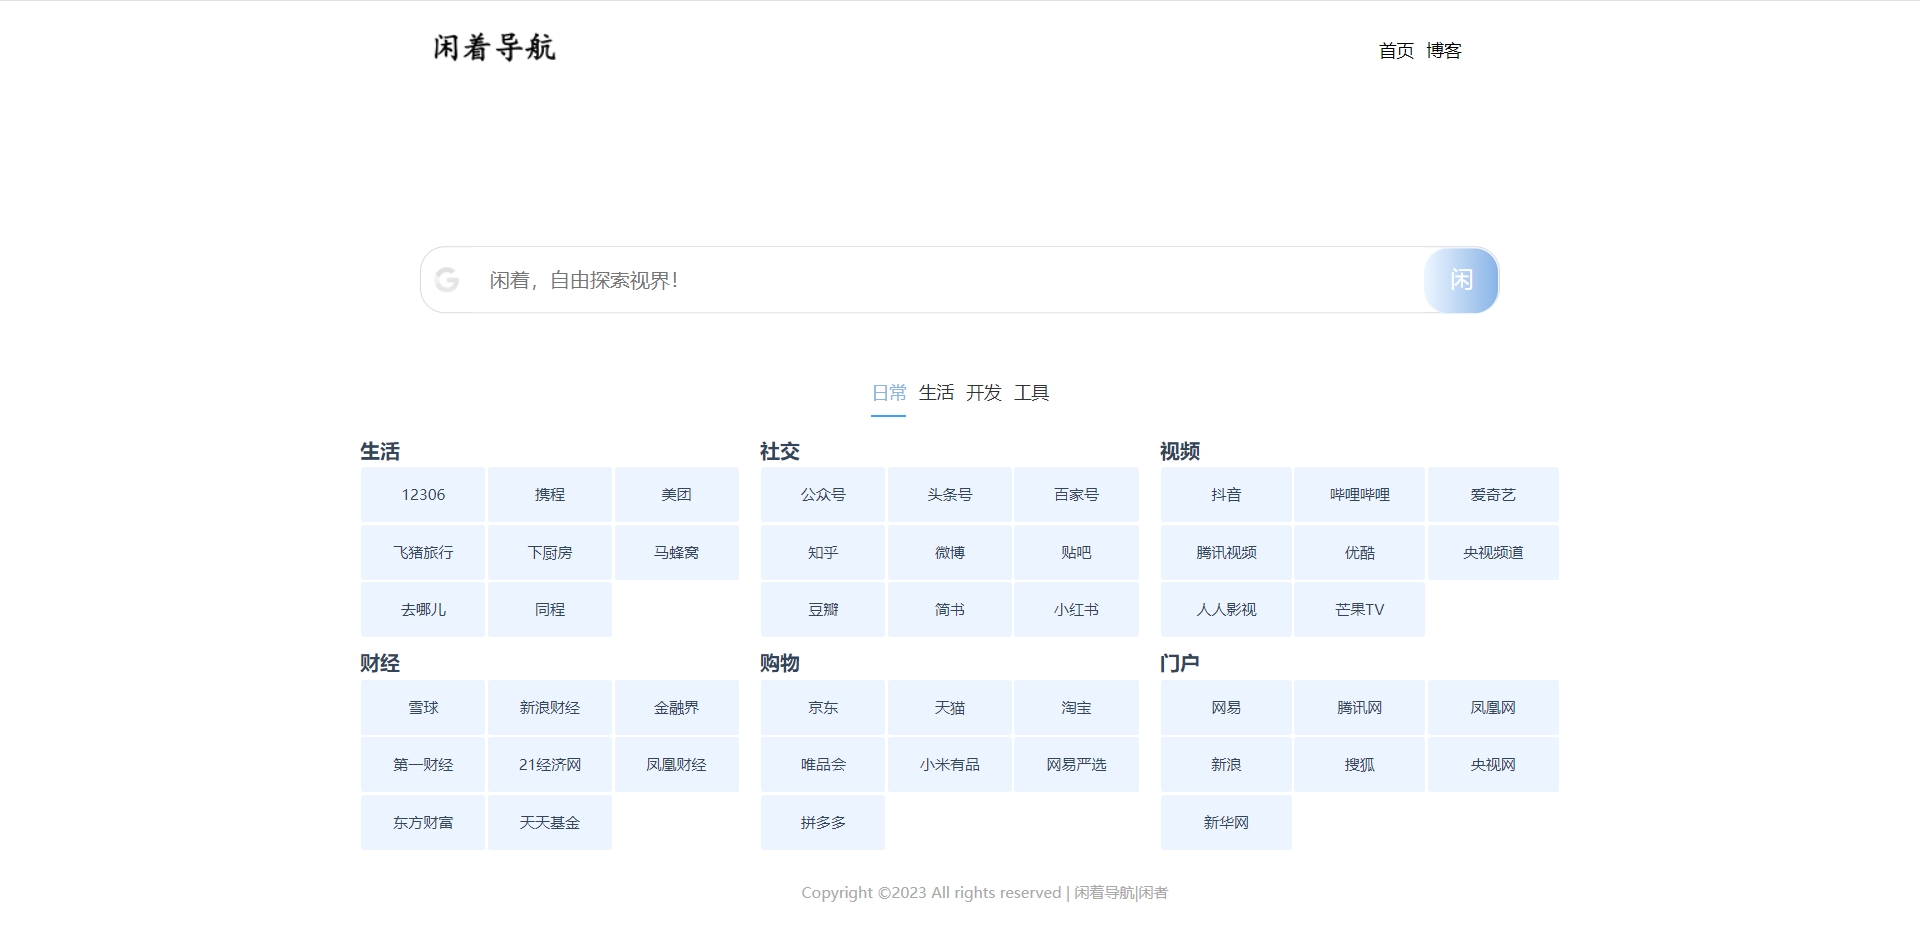 闲着导航
首页 博客
闲着，自由探索视界！
闲
日常 生活 开发 工具
生活
12306 携程 美团
飞猪旅行 下厨房 马蜂窝
去哪儿 同程
社交
公众号 头条号 百家号
知乎 微博 贴吧
豆瓣 简书 小红书
视频
抖音 哔哩哔哩 爱奇艺
腾讯视频 优酷 央视频道
人人影视 芒果TV
财经
雪球 新浪财经 金融界
第一财经 21经济网 凤凰财经
东方财富 天天基金
购物
京东 天猫 淘宝
唯品会 小米有品 网易严选
拼多多
门户
网易 腾讯网 凤凰网
新浪 搜狐 央视网
新华网
Copyright ©2023 All rights reserved | 闲着导航|闲者